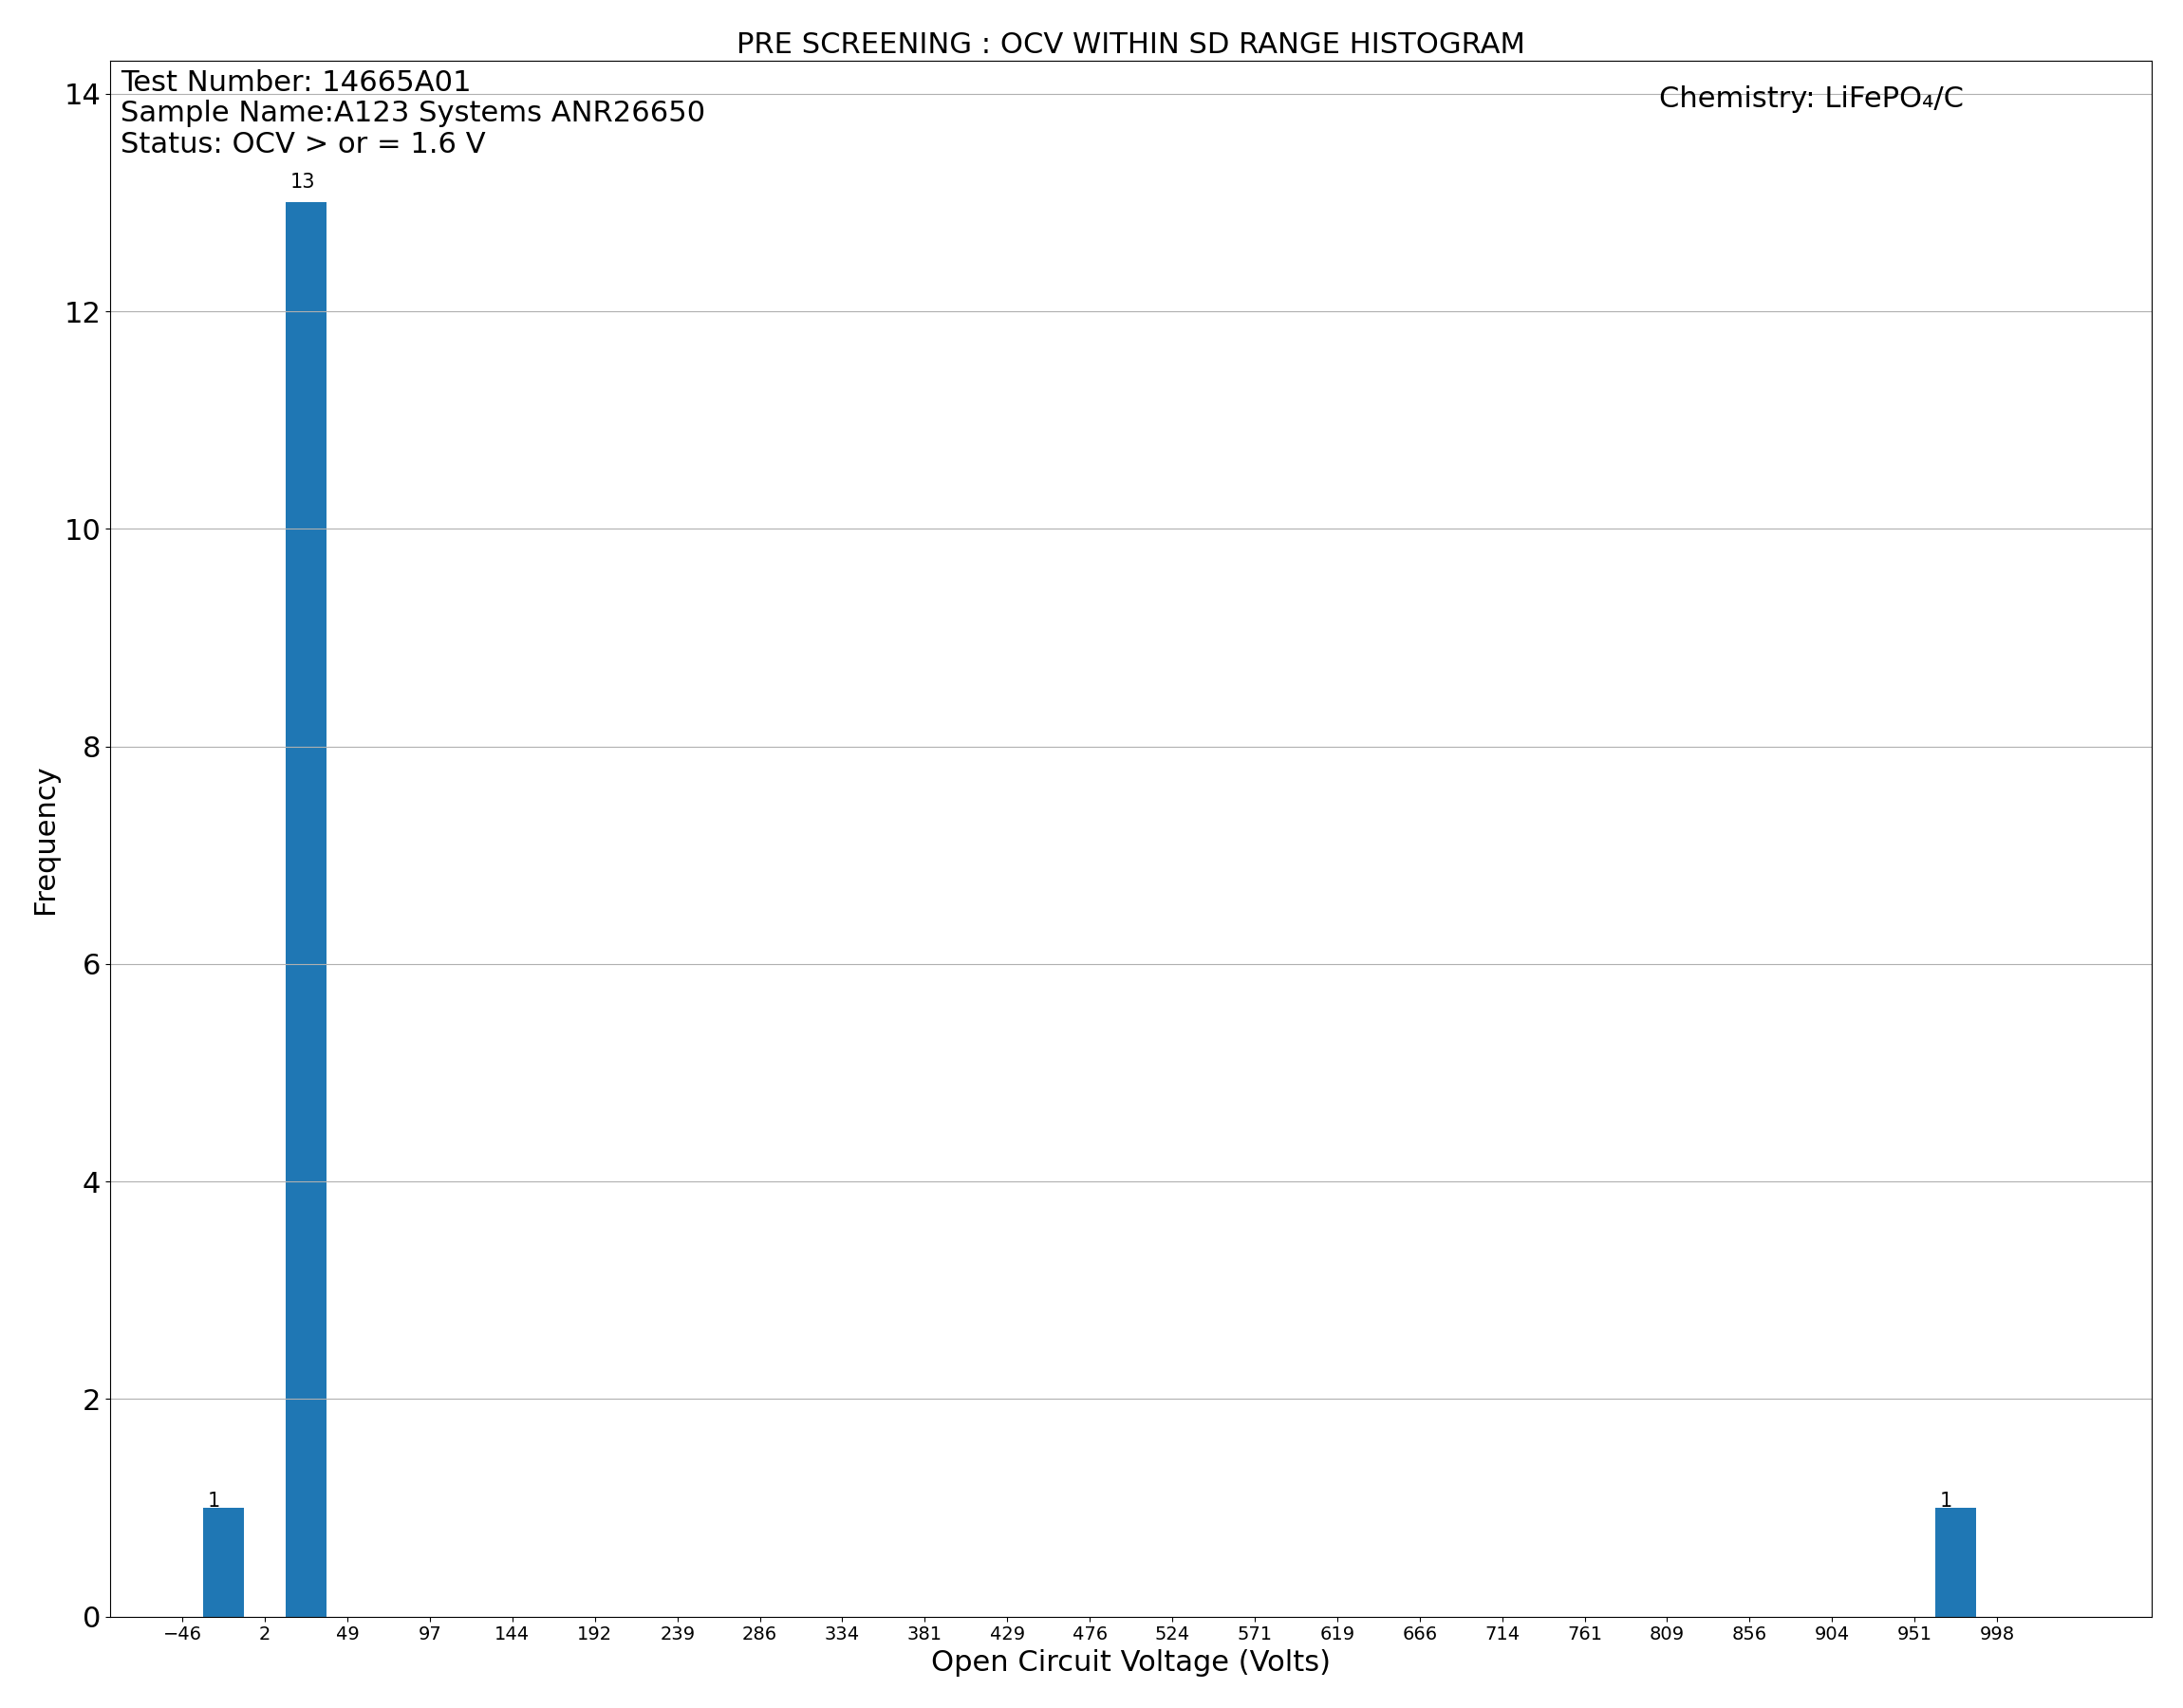 PRE SCREENING : OCV WITHIN SD RANGE HISTOGRAM
Test Number: 14665A01
Sample Name:A123 Systems ANR26650
Status: OCV > or = 1.6 V
Chemistry: LiFePO₄/C
14
12
10
8
6
4
2
0
Frequency
13
1
1
−46 2 49 97 144 192 239 286 334 381 429 476 524 571 619 666 714 761 809 856 904 951 998
Open Circuit Voltage (Volts)